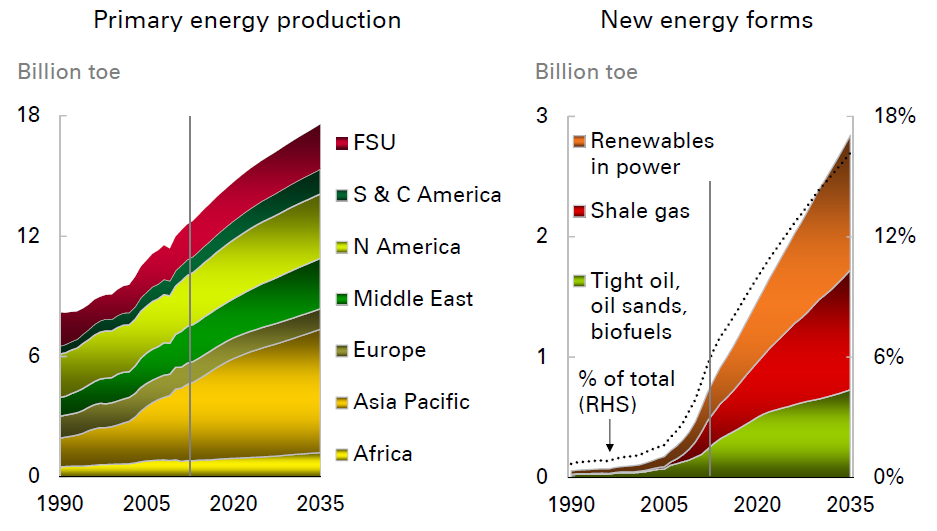 Primary energy production
Billion toe
18
12
6
0
1990 2005 2020 2035
FSU
S & C America
N America
Middle East
Europe
Asia Pacific
Africa
New energy forms
Billion toe
3
2
1
0
18%
12%
6%
0%
1990 2005 2020 2035
Renewables
in power
Shale gas
Tight oil,
oil sands,
biofuels
% of total
(RHS)